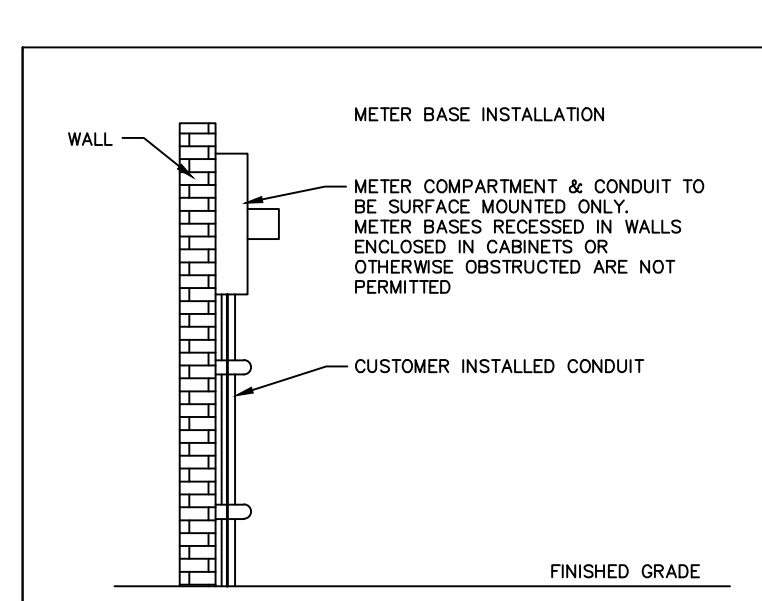 METER BASE INSTALLATION
WALL
METER COMPARTMENT & CONDUIT TO
BE SURFACE MOUNTED ONLY.
METER BASES RECESSED IN WALLS
ENCLOSED IN CABINETS OR
OTHERWISE OBSTRUCTED ARE NOT
PERMITTED
CUSTOMER INSTALLED CONDUIT
FINISHED GRADE